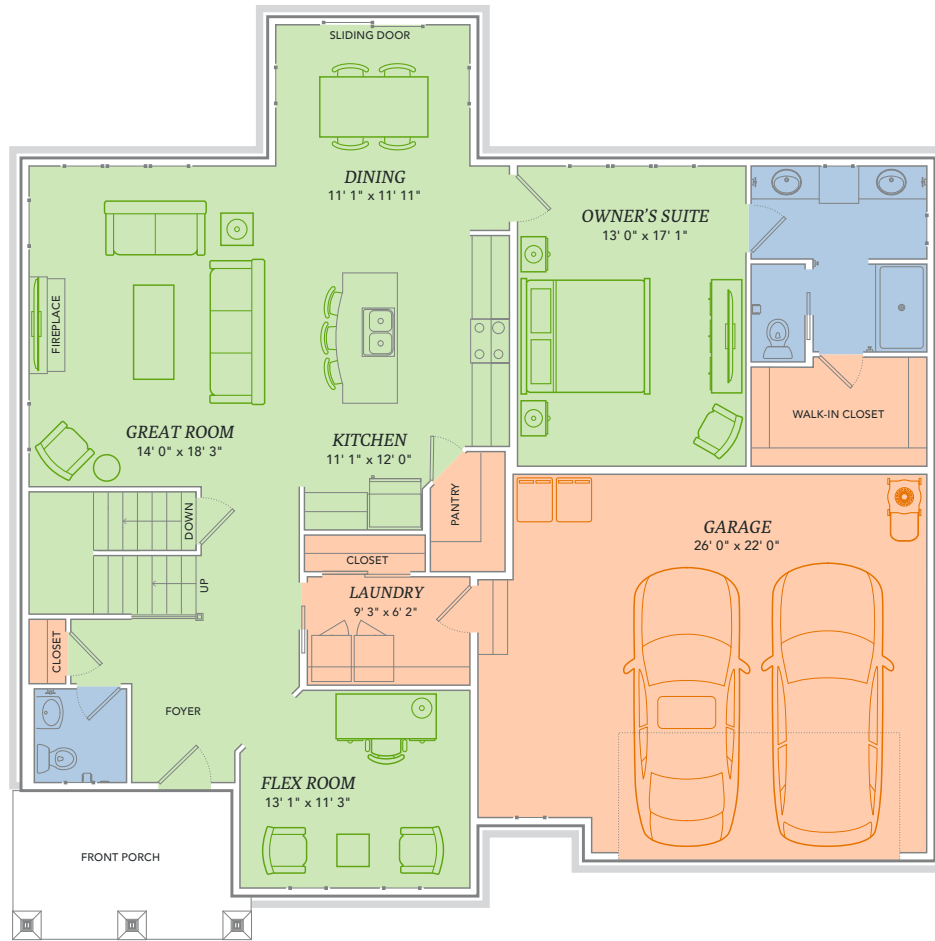 SLIDING DOOR
DINING
11' 1" x 11' 11"
OWNER'S SUITE
13' 0" x 17' 1"
FIREPLACE
GREAT ROOM
14' 0" x 18' 3"
KITCHEN
11' 1" x 12' 0"
WALK-IN CLOSET
DOWN
PANTRY
GARAGE
26' 0" x 22' 0"
CLOSET
UP
LAUNDRY
9' 3" x 6' 2"
CLOSET
FOYER
FLEX ROOM
13' 1" x 11' 3"
FRONT PORCH